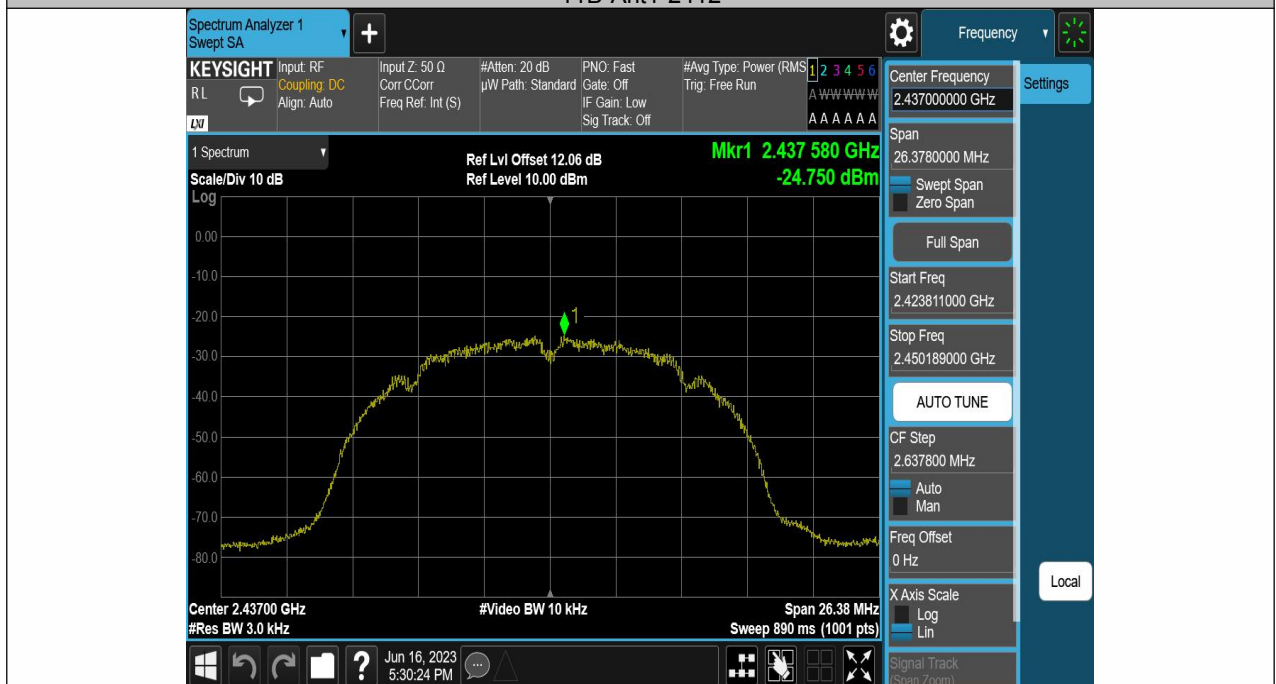 Spectrum Analyzer 1
Swept SA
+
Frequency
KEYSIGHT
RL
LXI
Input: RF
Coupling: DC
Align: Auto
Input Z: 50 Ω
Corr CCorr
Freq Ref: Int (S)
#Atten: 20 dB
µW Path: Standard
PNO: Fast
Gate: Off
IF Gain: Low
Sig Track: Off
#Avg Type: Power (RMS
Trig: Free Run
1 2 3 4 5 6
A W W W W W
A A A A A A
1 Spectrum
Scale/Div 10 dB
Log
Ref Lvl Offset 12.06 dB
Ref Level 10.00 dBm
Mkr1 2.437 580 GHz
-24.750 dBm
0.00
-10.0
-20.0
-30.0
-40.0
-50.0
-60.0
-70.0
-80.0
1
Center 2.43700 GHz
#Res BW 3.0 kHz
#Video BW 10 kHz
Span 26.38 MHz
Sweep 890 ms (1001 pts)
Center Frequency
2.437000000 GHz
Settings
Span
26.3780000 MHz
Swept Span
Zero Span
Full Span
Start Freq
2.423811000 GHz
Stop Freq
2.450189000 GHz
AUTO TUNE
CF Step
2.637800 MHz
Auto
Man
Freq Offset
0 Hz
X Axis Scale
Log
Lin
Signal Track
(Span Zoom)
Local
?
Jun 16, 2023
5:30:24 PM